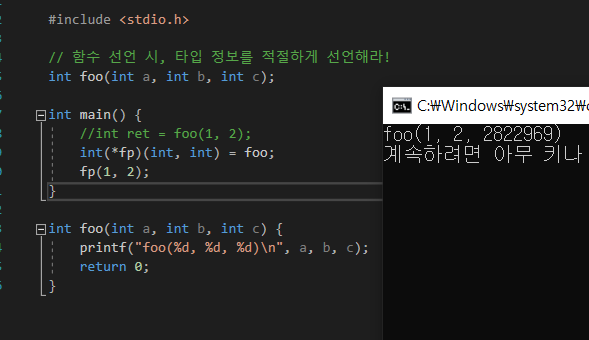 #include <stdio.h>
// 함수 선언 시, 타입 정보를 적절하게 선언해라!
int foo(int a, int b, int c);
int main() {
//int ret = foo(1, 2);
int(*fp)(int, int) = foo;
fp(1, 2);
}
int foo(int a, int b, int c) {
printf("foo(%d, %d, %d)\n", a, b, c);
return 0;
}
C:₩Windows₩system32₩c
foo(1, 2, 2822969)
계속하려면 아무 키나